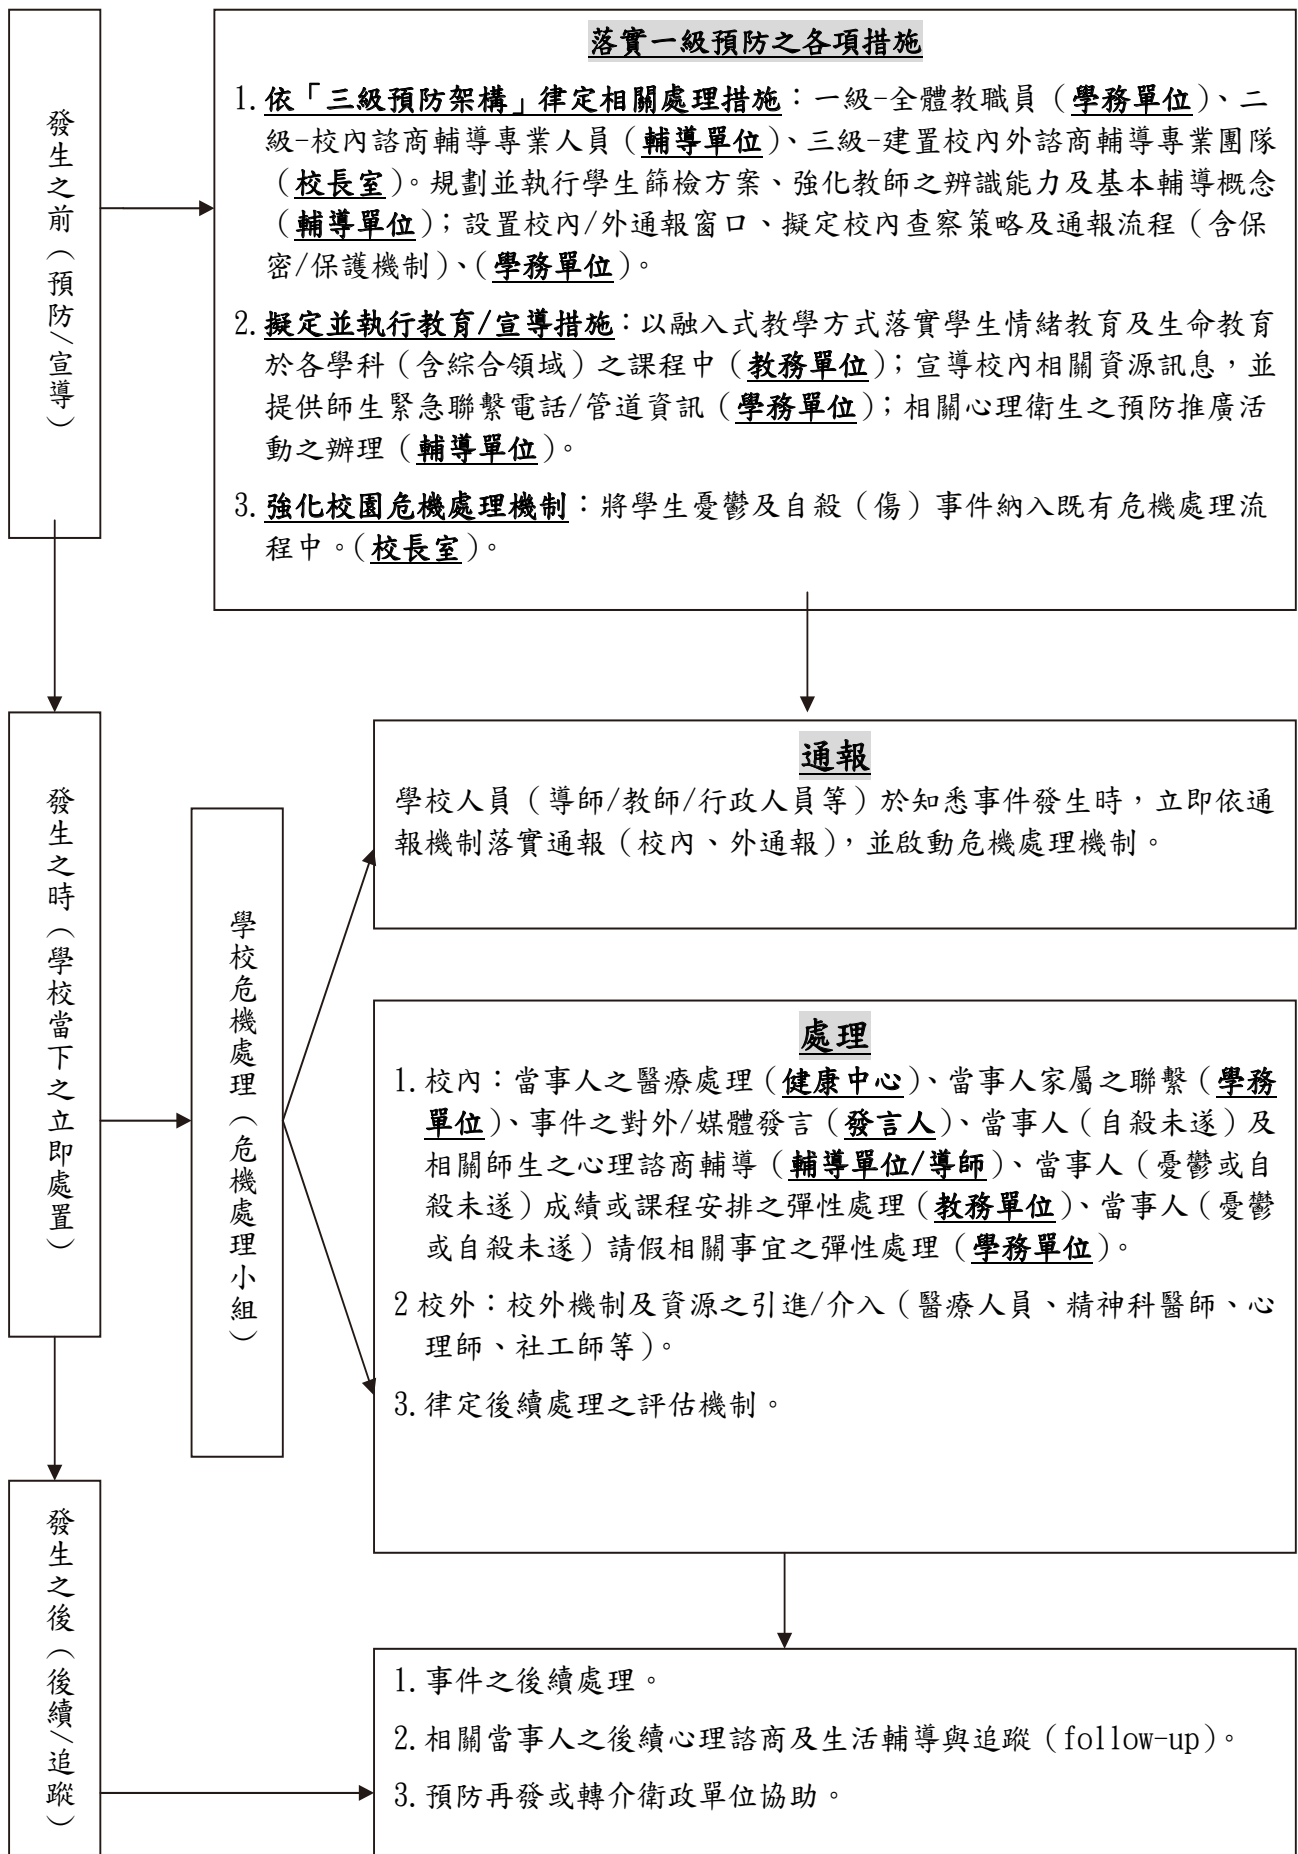 發生之前（預防/宣導）
落實一級預防之各項措施
1.依「三級預防架構」律定相關處理措施：一級-全體教職員（學務單位）、二
級-校內諮商輔導專業人員（輔導單位）、三級-建置校內外諮商輔導專業團隊
（校長室）。規劃並執行學生篩檢方案、強化教師之辨識能力及基本輔導概念
（輔導單位）；設置校內/外通報窗口、擬定校內查察策略及通報流程（含保
密/保護機制）、（學務單位）。
2.擬定並執行教育/宣導措施：以融入式教學方式落實學生情緒教育及生命教育
於各學科（含綜合領域）之課程中（教務單位）；宣導校內相關資源訊息，並
提供師生緊急聯繫電話/管道資訊（學務單位）；相關心理衛生之預防推廣活
動之辦理（輔導單位）。
3.強化校園危機處理機制：將學生憂鬱及自殺（傷）事件納入既有危機處理流
程中。（校長室）。
發生之時（學校當下之立即處置）
學校危機處理（危機處理小組）
通報
學校人員（導師/教師/行政人員等）於知悉事件發生時，立即依通
報機制落實通報（校內、外通報），並啟動危機處理機制。
處理
1.校內：當事人之醫療處理（健康中心）、當事人家屬之聯繫（學務
單位）、事件之對外/媒體發言（發言人）、當事人（自殺未遂）及
相關師生之心理諮商輔導（輔導單位/導師）、當事人（憂鬱或自
殺未遂）成績或課程安排之彈性處理（教務單位）、當事人（憂鬱
或自殺未遂）請假相關事宜之彈性處理（學務單位）。
2 校外：校外機制及資源之引進/介入（醫療人員、精神科醫師、心
理師、社工師等）。
3.律定後續處理之評估機制。
發生之後（後續/追蹤）
1.事件之後續處理。
2.相關當事人之後續心理諮商及生活輔導與追蹤（follow-up）。
3.預防再發或轉介衛政單位協助。